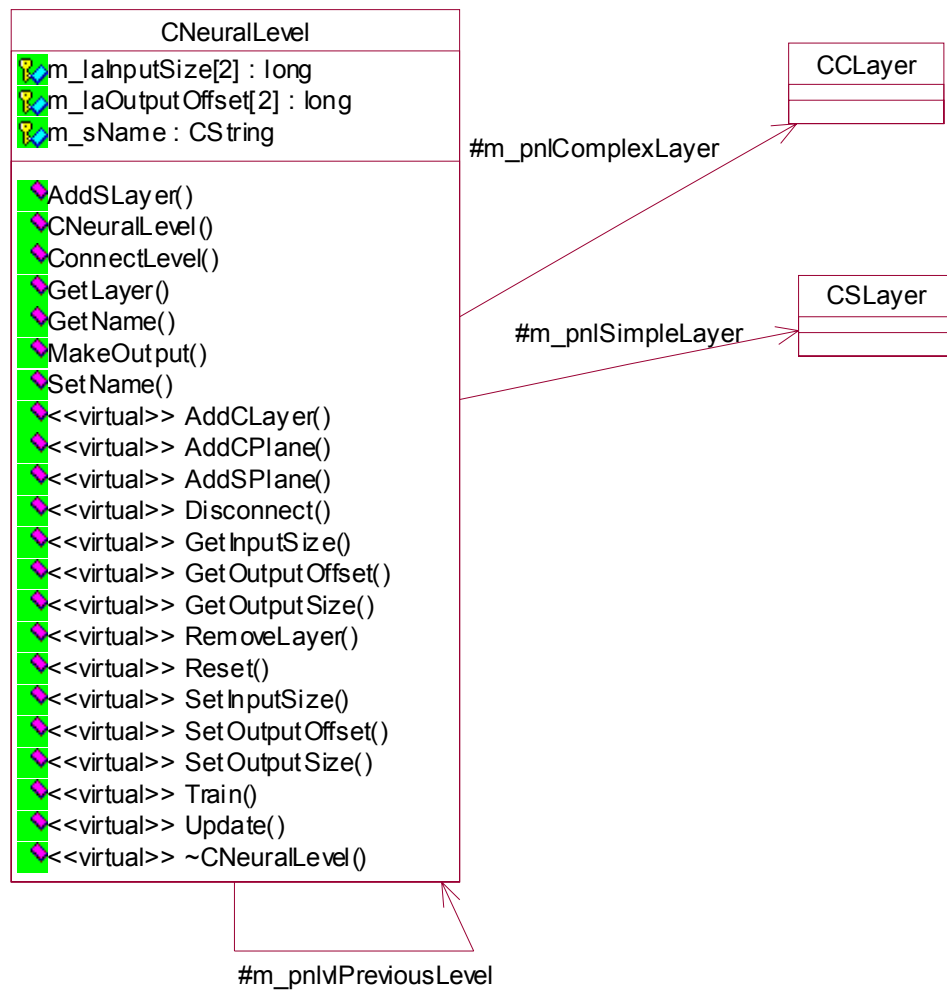 CNeuralLevel
m_laInputSize[2] : long
m_laOutputOffset[2] : long
m_sName : CString
AddSLayer()
CNeuralLevel()
ConnectLevel()
GetLayer()
GetName()
MakeOutput()
SetName()
<<virtual>> AddCLayer()
<<virtual>> AddCPlane()
<<virtual>> AddSPlane()
<<virtual>> Disconnect()
<<virtual>> GetInputSize()
<<virtual>> GetOutputOffset()
<<virtual>> GetOutputSize()
<<virtual>> RemoveLayer()
<<virtual>> Reset()
<<virtual>> SetInputSize()
<<virtual>> SetOutputOffset()
<<virtual>> SetOutputSize()
<<virtual>> Train()
<<virtual>> Update()
<<virtual>> ~CNeuralLevel()
#m_pnlComplexLayer
CCLayer
#m_pnlSimpleLayer
CSLayer
#m_pnlvlPreviousLevel